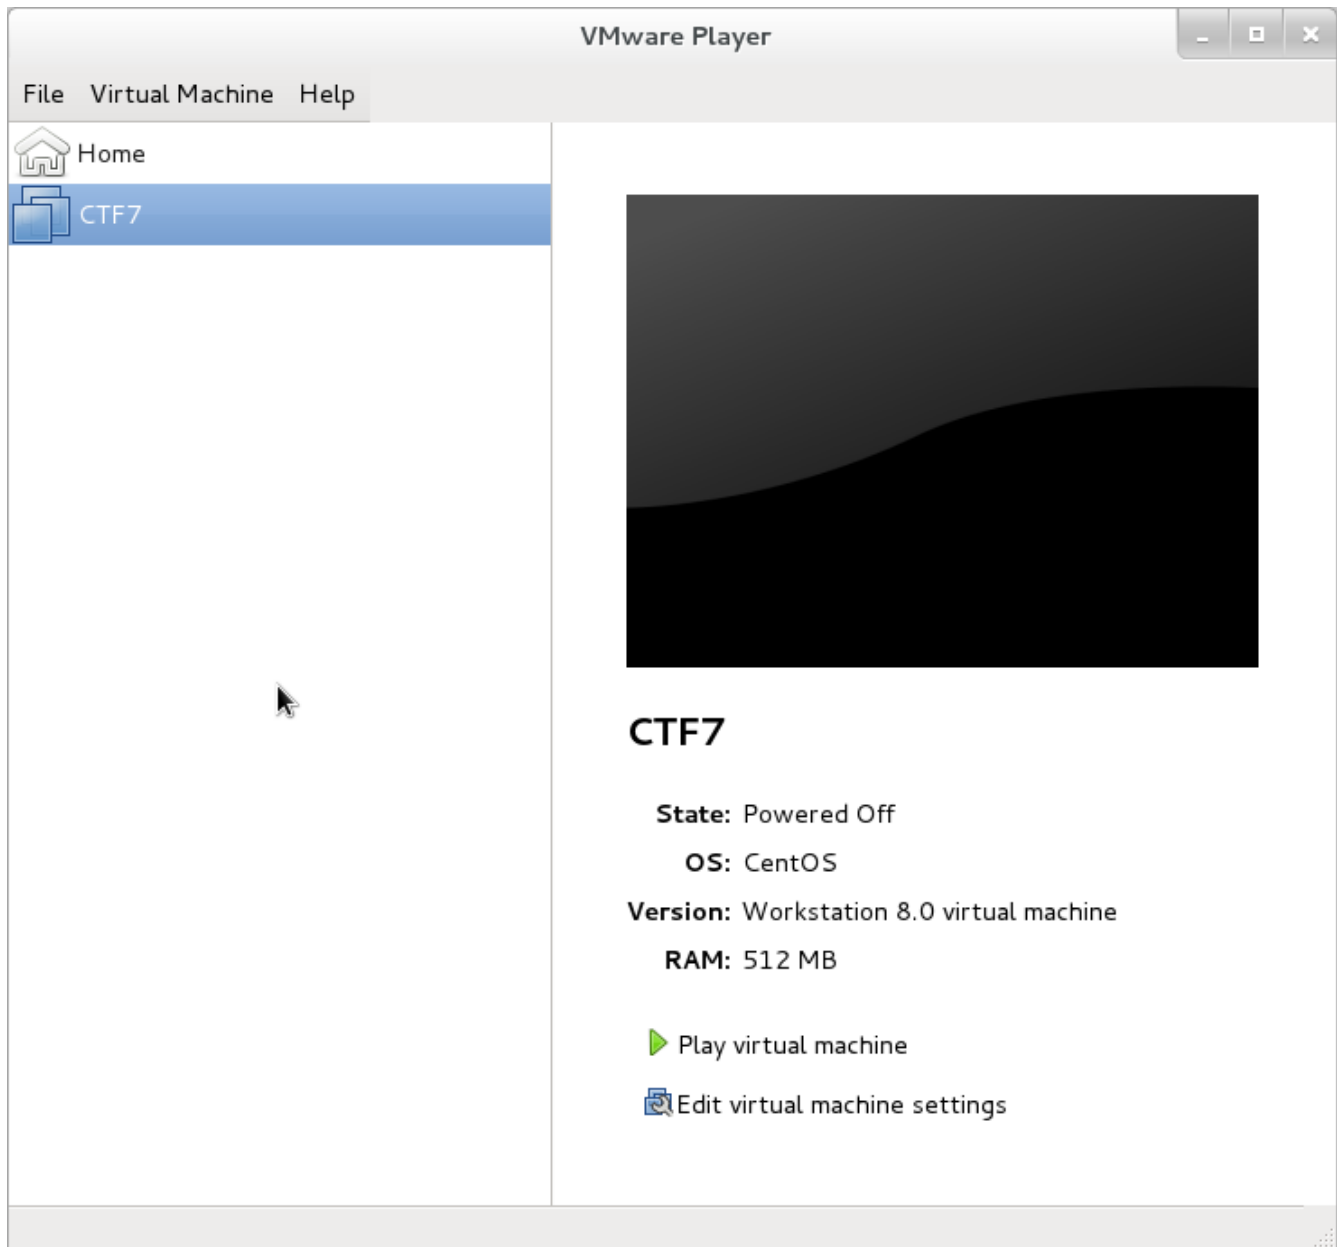 VMware Player
File Virtual Machine Help
Home
CTF7
CTF7
State: Powered Off
OS: CentOS
Version: Workstation 8.0 virtual machine
RAM: 512 MB
Play virtual machine
Edit virtual machine settings